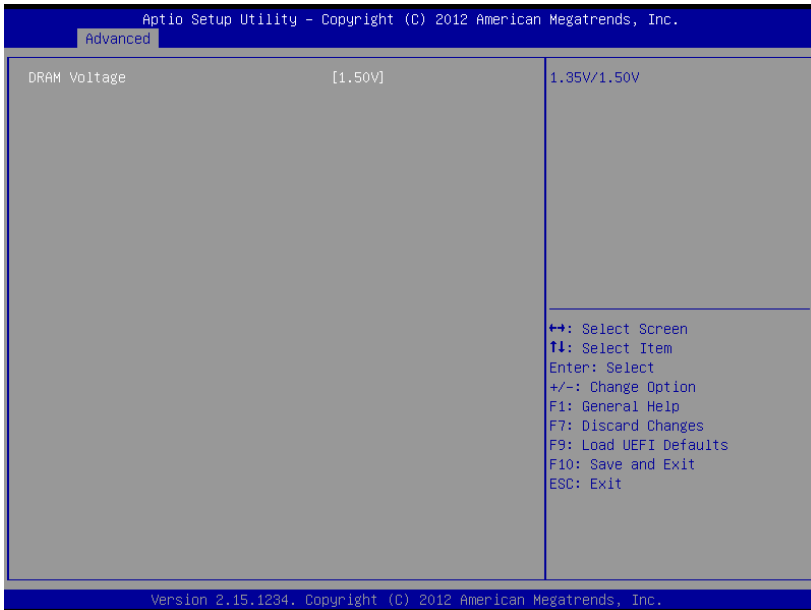 Aptio Setup Utility – Copyright (C) 2012 American Megatrends, Inc.
Advanced
DRAM Voltage [1.50V]
1.35V/1.50V
↔: Select Screen
↑↓: Select Item
Enter: Select
+/-: Change Option
F1: General Help
F7: Discard Changes
F9: Load UEFI Defaults
F10: Save and Exit
ESC: Exit
Version 2.15.1234. Copyright (C) 2012 American Megatrends, Inc.